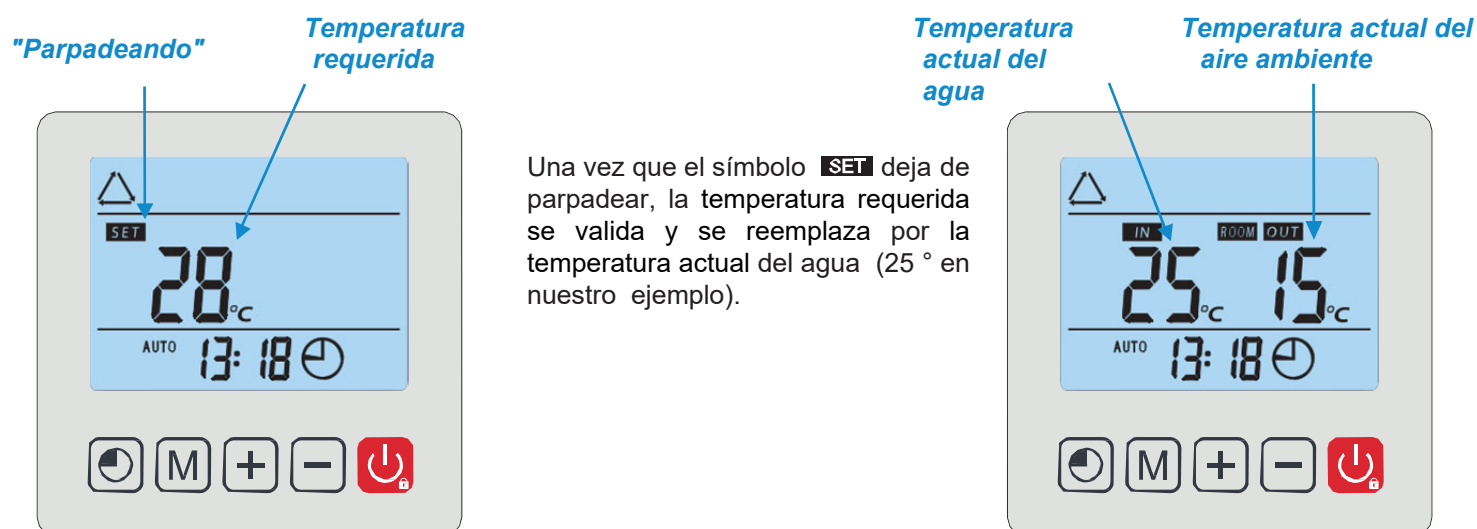 "Parpadeando"
Temperatura
requerida
SET
28 °C
AUTO 13:18
M + −
Una vez que el símbolo SET deja de
parpadear, la temperatura requerida
se valida y se reemplaza por la
temperatura actual del agua (25 ° en
nuestro ejemplo).
Temperatura
actual del
agua
Temperatura actual del
aire ambiente
IN ROOM OUT
25 °C 15 °C
AUTO 13:18
M + −